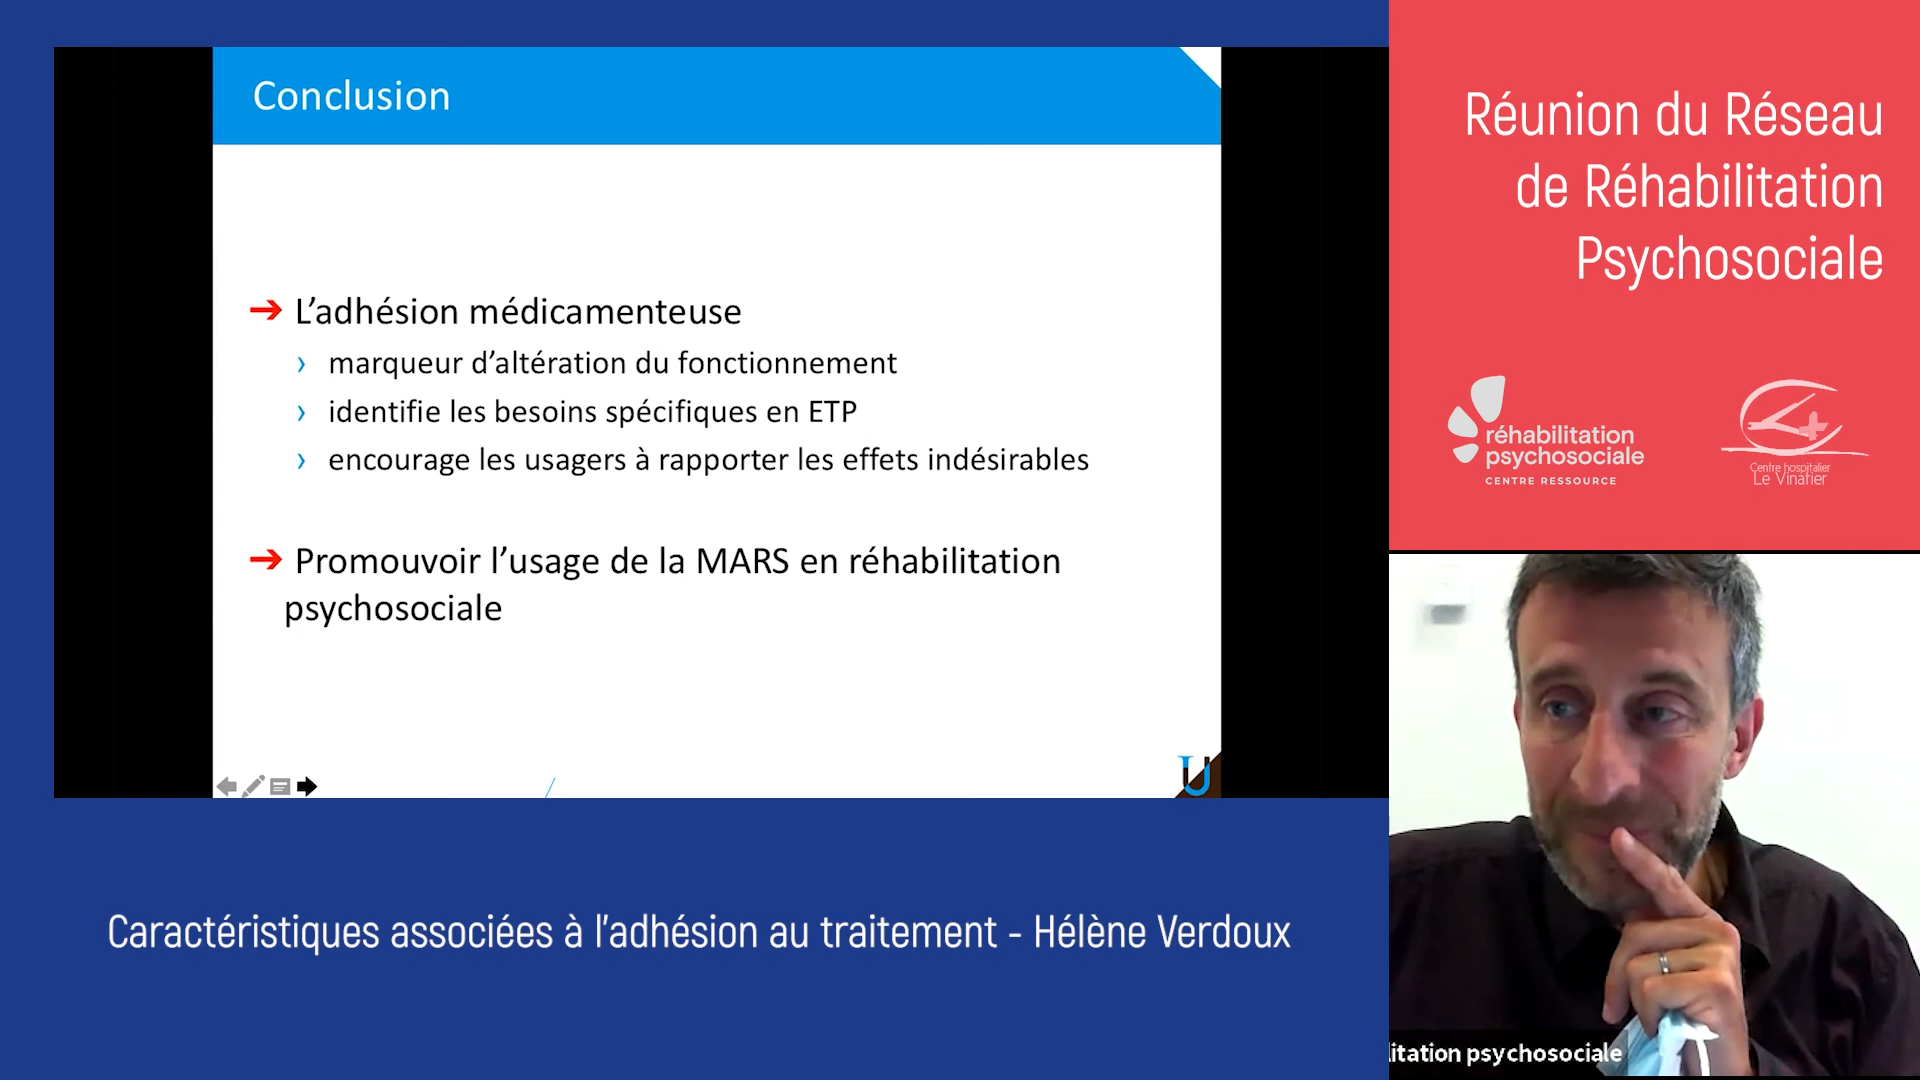 Conclusion
➔ L’adhésion médicamenteuse
› marqueur d’altération du fonctionnement
› identifie les besoins spécifiques en ETP
› encourage les usagers à rapporter les effets indésirables
➔ Promouvoir l’usage de la MARS en réhabilitation
psychosociale
U
Caractéristiques associées à l'adhésion au traitement - Hélène Verdoux
Réunion du Réseau
de Réhabilitation
Psychosociale
réhabilitation
psychosociale
CENTRE RESSOURCE
Centre hospitalier
Le Vinatier
litation psychosociale